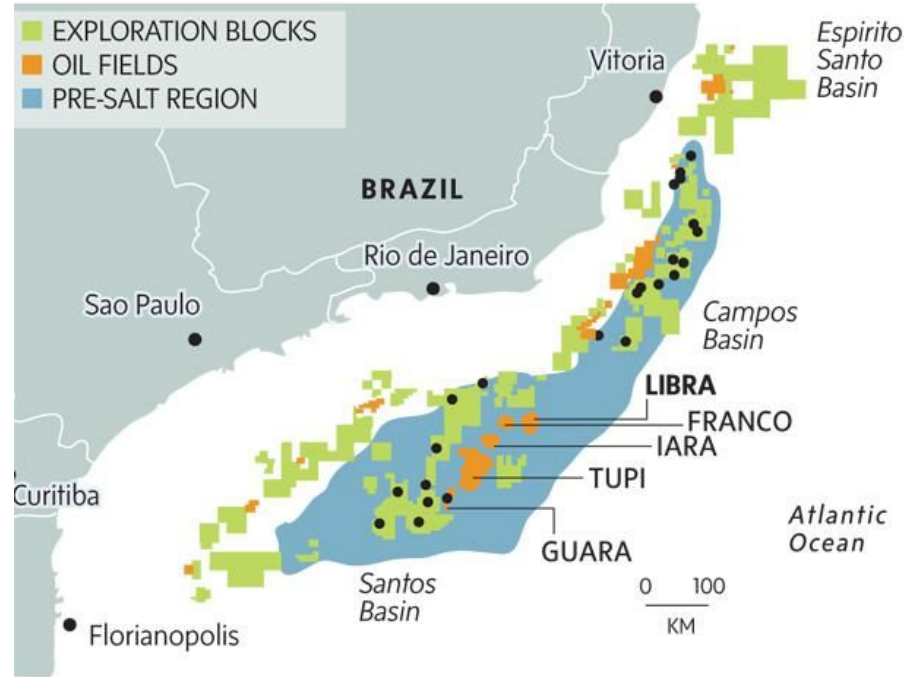 EXPLORATION BLOCKS
OIL FIELDS
PRE-SALT REGION
Espirito
Santo
Basin
Vitoria
BRAZIL
Rio de Janeiro
Sao Paulo
Campos
Basin
LIBRA
FRANCO
IARA
TUPI
Curitiba
GUARA
Atlantic
Ocean
Santos
Basin
0 100
KM
Florianopolis